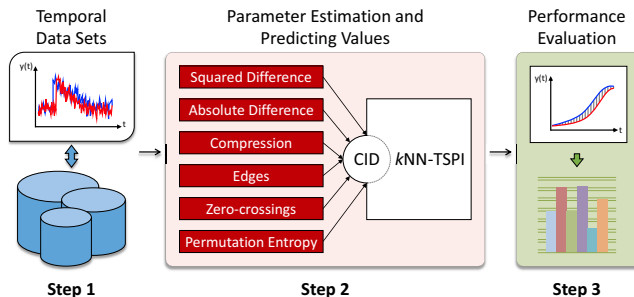 Temporal
Data Sets
y(t)
t
Step 1
Parameter Estimation and
Predicting Values
Squared Difference
Absolute Difference
Compression
Edges
Zero-crossings
Permutation Entropy
CID
kNN-TSPI
Step 2
Performance
Evaluation
y(t)
t
Step 3